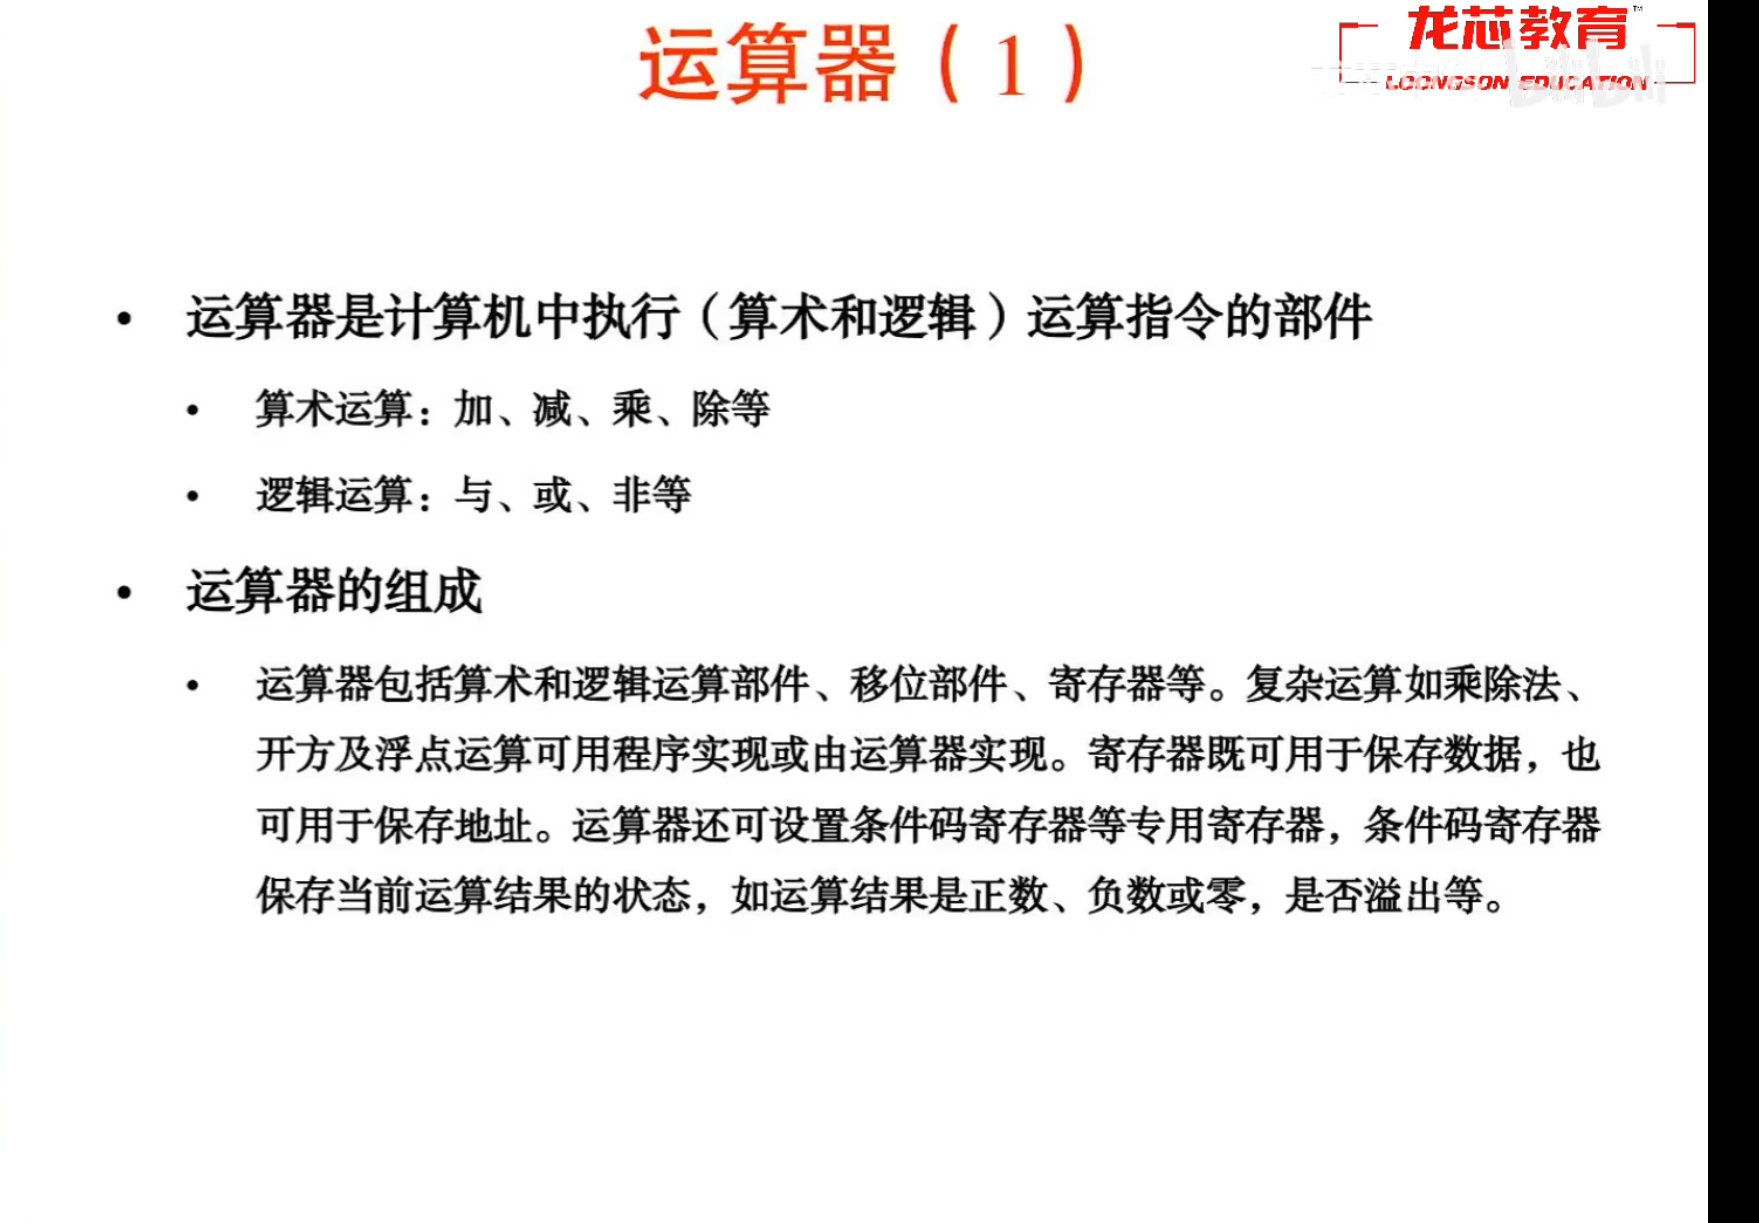 运算器（1）
龙芯教育™
LOONGSON EDUCATION
• 运算器是计算机中执行（算术和逻辑）运算指令的部件
• 算术运算：加、减、乘、除等
• 逻辑运算：与、或、非等
• 运算器的组成
• 运算器包括算术和逻辑运算部件、移位部件、寄存器等。复杂运算如乘除法、
开方及浮点运算可用程序实现或由运算器实现。寄存器既可用于保存数据，也
可用于保存地址。运算器还可设置条件码寄存器等专用寄存器，条件码寄存器
保存当前运算结果的状态，如运算结果是正数、负数或零，是否溢出等。